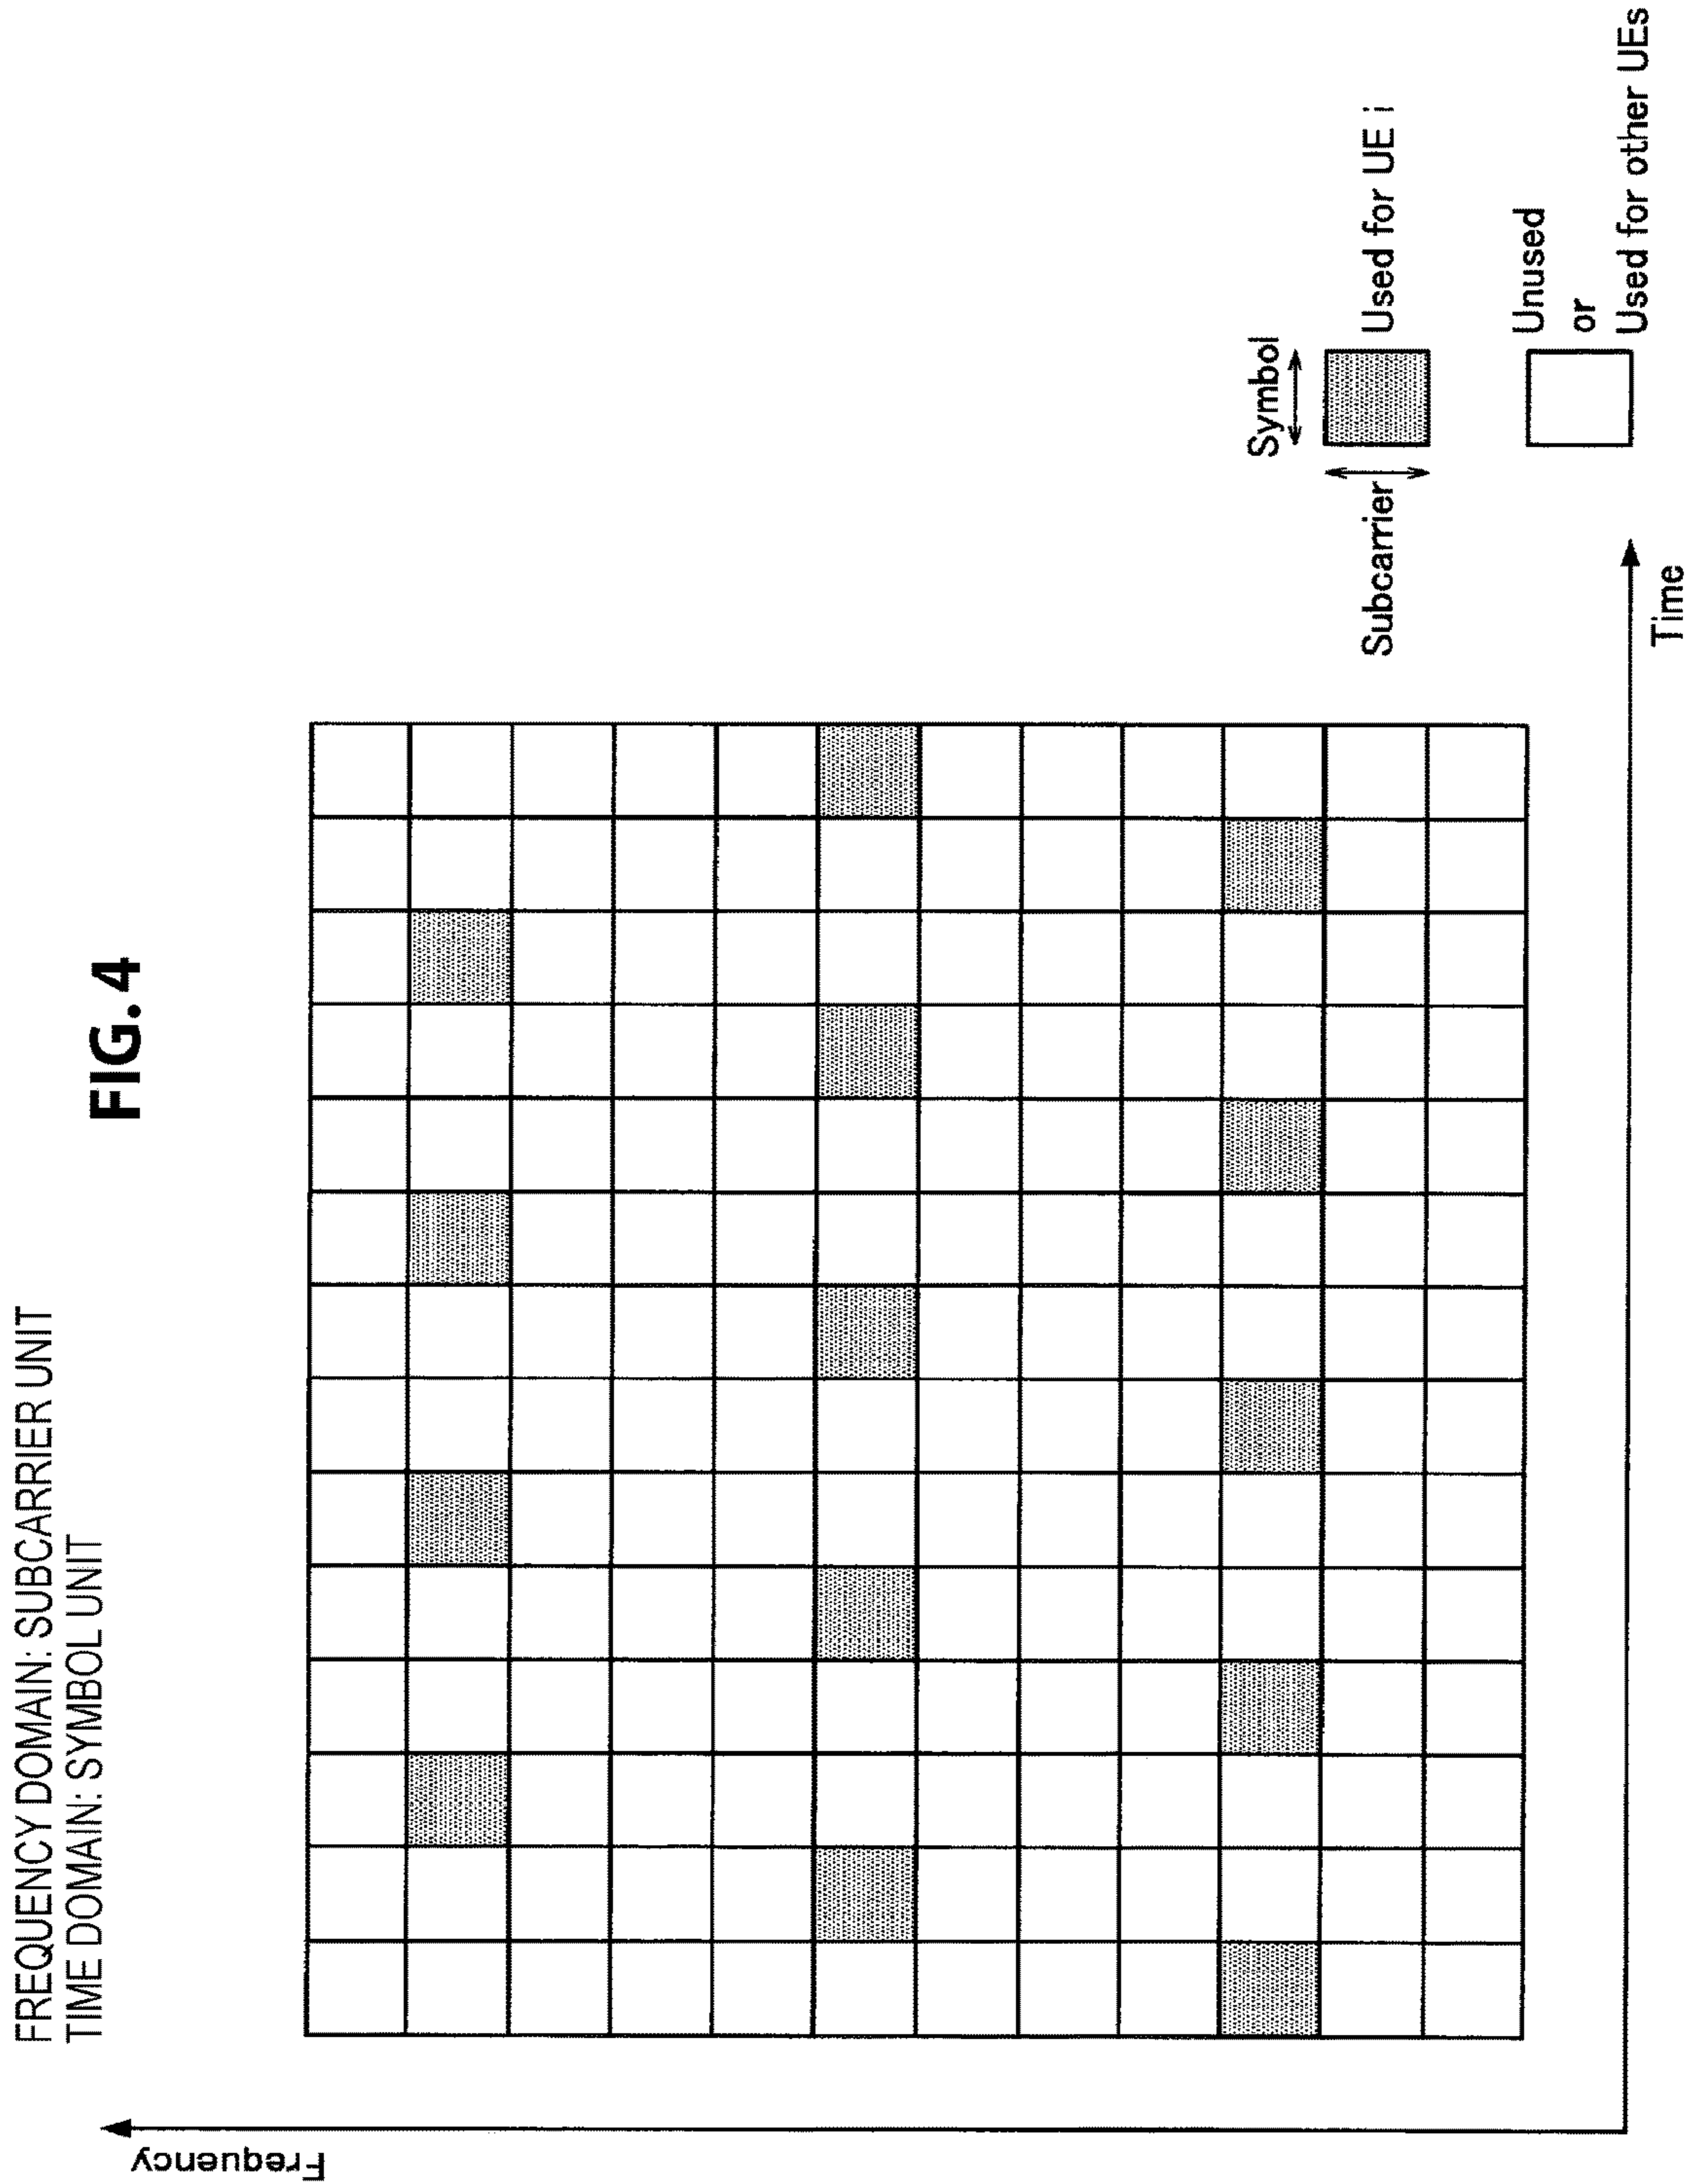 FIG. 4
FREQUENCY DOMAIN: SUBCARRIER UNIT
TIME DOMAIN: SYMBOL UNIT
Frequency
Time
Symbol
Subcarrier
Used for UE i
Unused
or
Used for other UEs